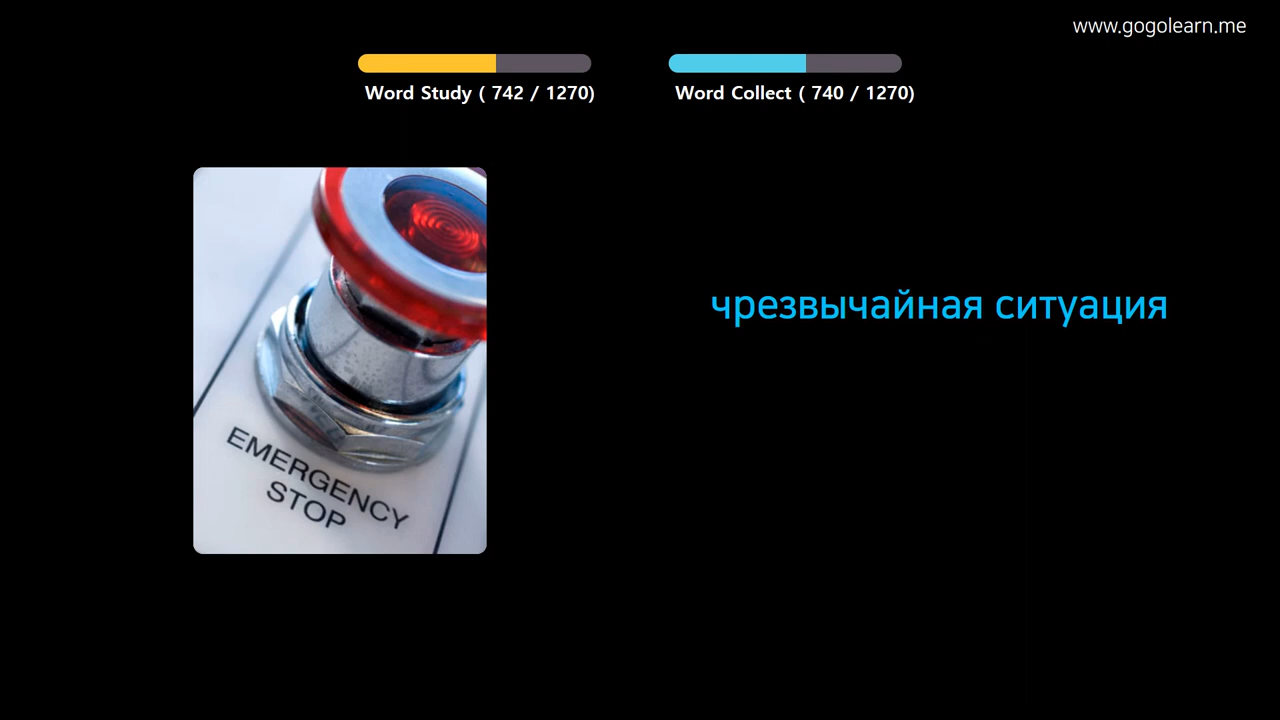 www.gogolearn.me
Word Study ( 742 / 1270)
Word Collect ( 740 / 1270)
чрезвычайная ситуация
EMERGENCY
STOP